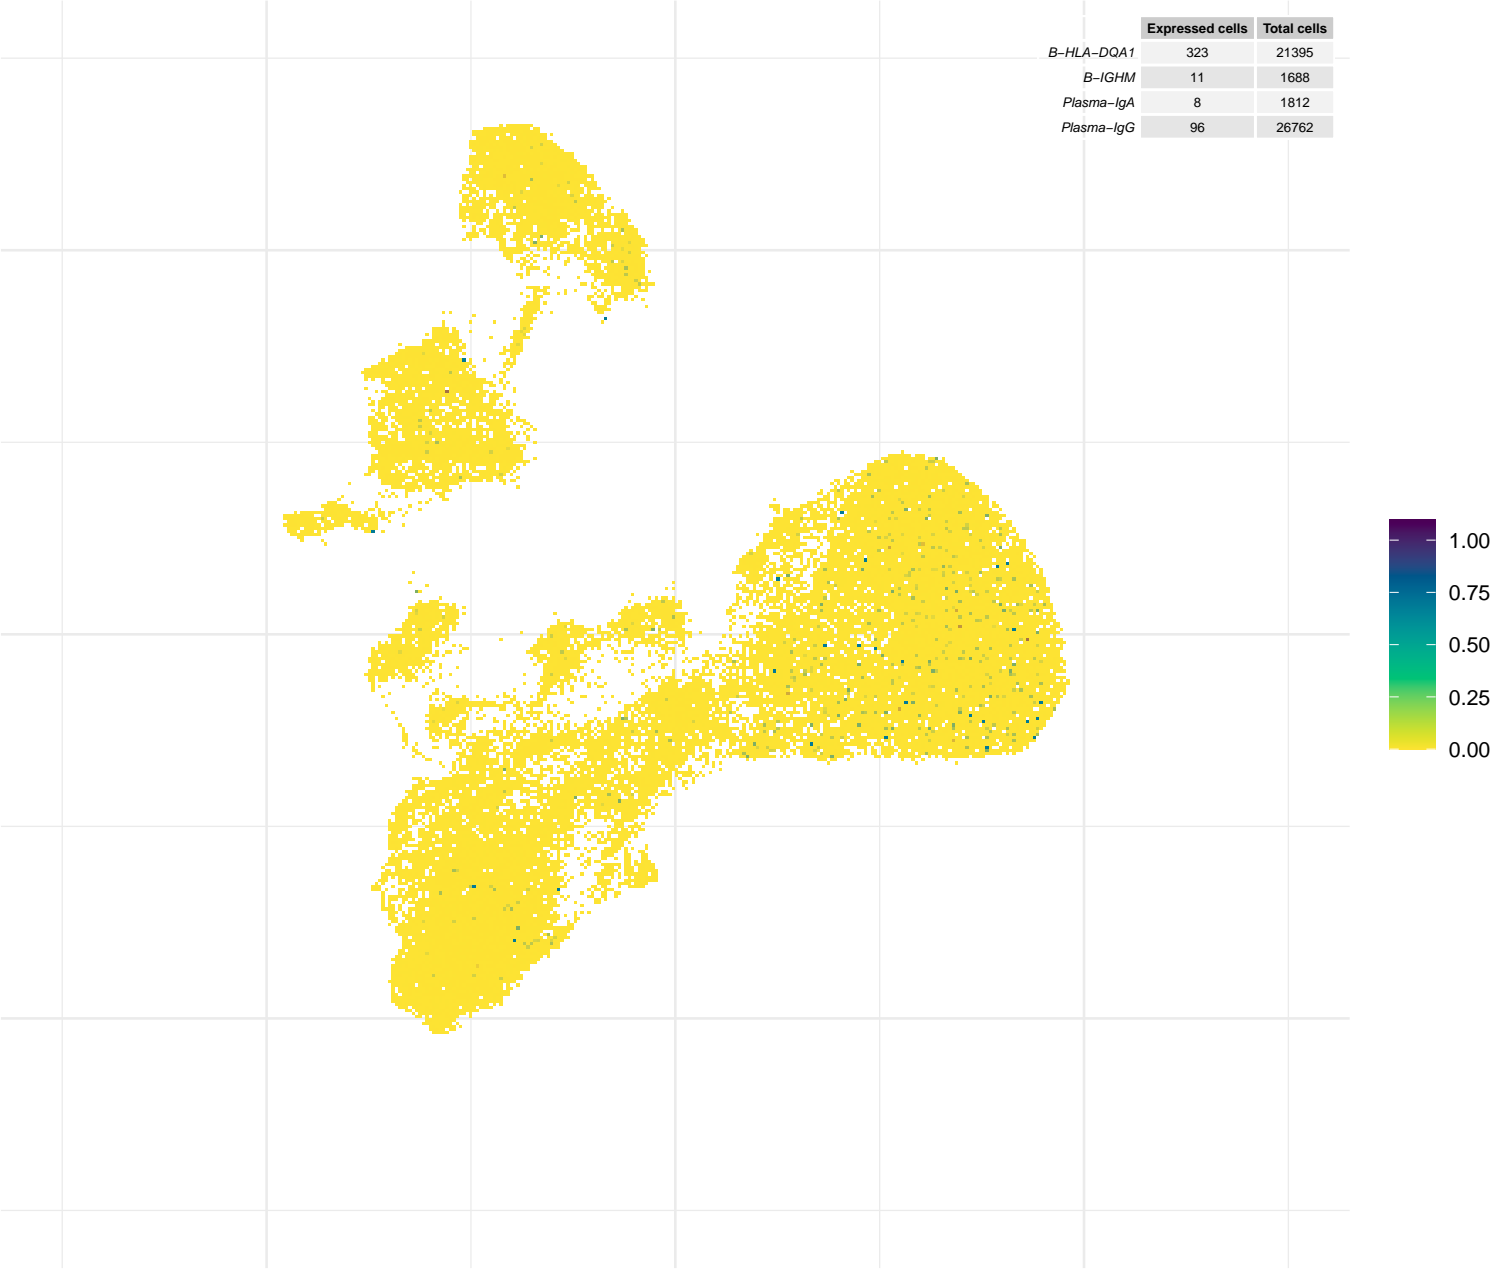 Expressed cells Total cells
B−HLA−DQA1 323 21395
B−IGHM 11 1688
Plasma−IgA 8 1812
Plasma−IgG 96 26762
1.00
0.75
0.50
0.25
0.00